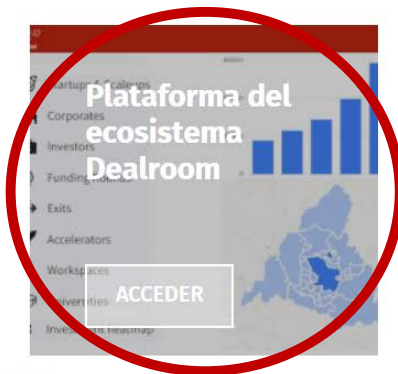 Startups & Scaleups
Plataforma del
ecosistema
Dealroom
Corporates
Investors
Funding Rounds
Exits
Accelerators
Workspaces
ACCEDER
Universities
Investment heatmap